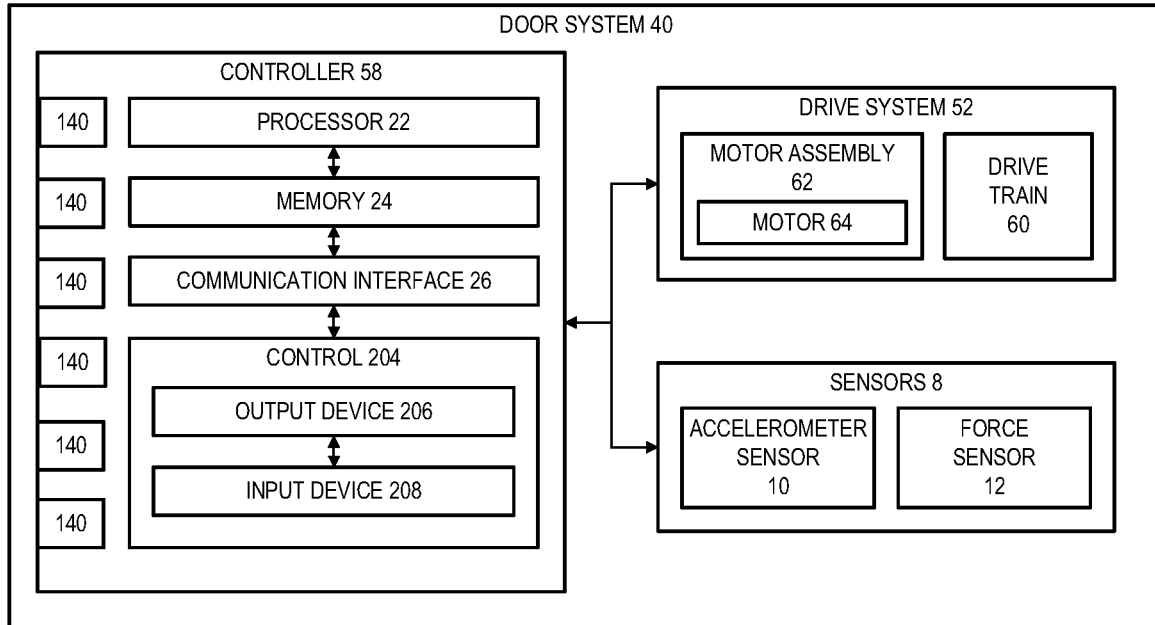 DOOR SYSTEM 40
CONTROLLER 58
140
PROCESSOR 22
140
MEMORY 24
140
COMMUNICATION INTERFACE 26
140
CONTROL 204
OUTPUT DEVICE 206
140
INPUT DEVICE 208
140
DRIVE SYSTEM 52
MOTOR ASSEMBLY
62
MOTOR 64
DRIVE
TRAIN
60
SENSORS 8
ACCELEROMETER
SENSOR
10
FORCE
SENSOR
12